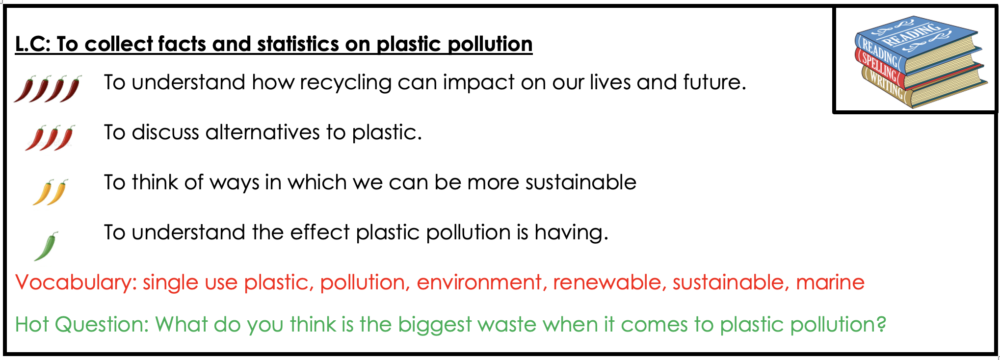 L.C: To collect facts and statistics on plastic pollution
To understand how recycling can impact on our lives and future.
To discuss alternatives to plastic.
To think of ways in which we can be more sustainable
To understand the effect plastic pollution is having.
Vocabulary: single use plastic, pollution, environment, renewable, sustainable, marine
Hot Question: What do you think is the biggest waste when it comes to plastic pollution?
READING
READING
SPELLING
WRITING